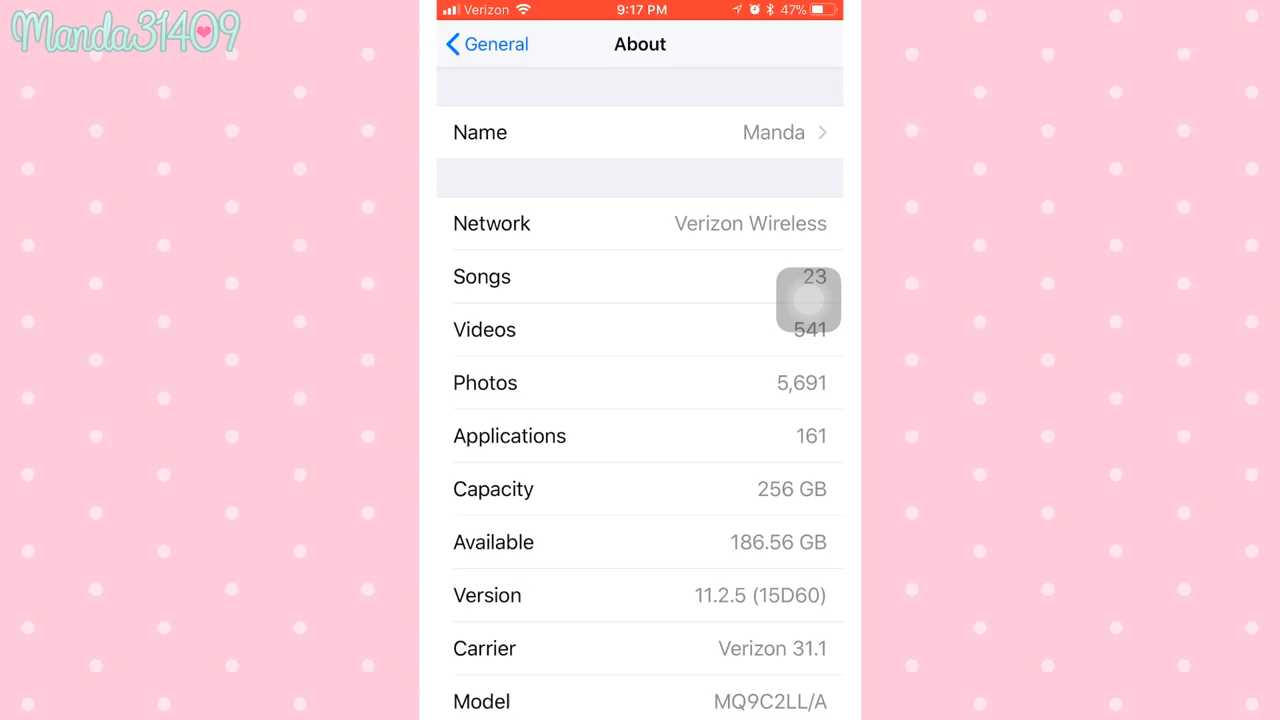 Manda31409
Verizon 9:17 PM 47%
General About
Name Manda
Network Verizon Wireless
Songs 23
Videos 541
Photos 5,691
Applications 161
Capacity 256 GB
Available 186.56 GB
Version 11.2.5 (15D60)
Carrier Verizon 31.1
Model MQ9C2LL/A